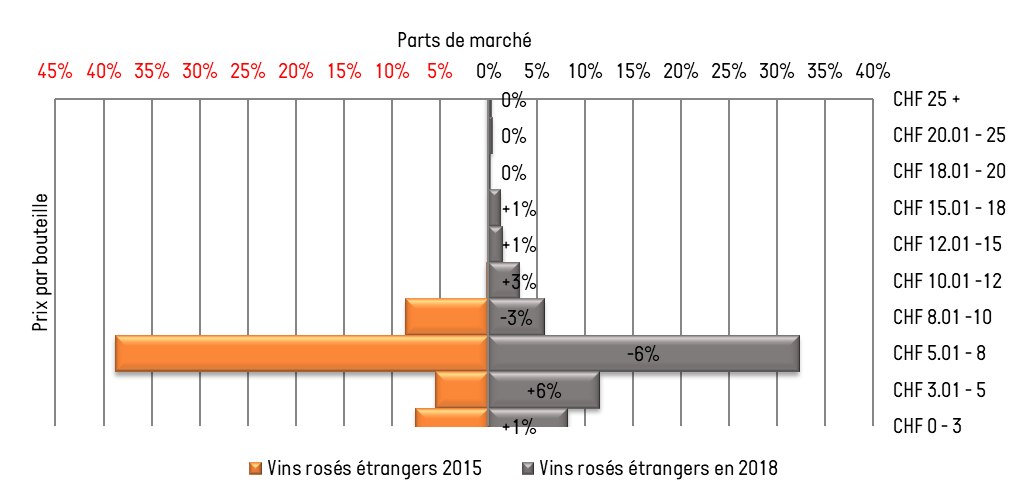 Parts de marché
45% 40% 35% 30% 25% 20% 15% 10% 5% 0% 5% 10% 15% 20% 25% 30% 35% 40%
0% CHF 25 +
0% CHF 20.01 - 25
0% CHF 18.01 - 20
+1% CHF 15.01 - 18
+1% CHF 12.01 -15
+3% CHF 10.01 -12
-3% CHF 8.01 -10
-6% CHF 5.01 - 8
+6% CHF 3.01 - 5
+1% CHF 0 - 3
Prix par bouteille
Vins rosés étrangers 2015 Vins rosés étrangers en 2018